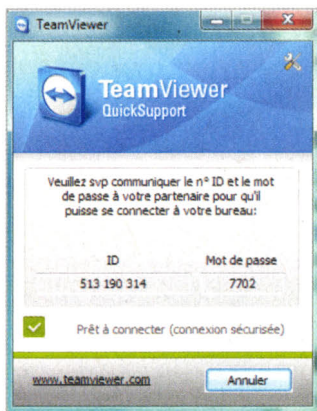 TeamViewer
TeamViewer
QuickSupport
Veuillez svp communiquer le n° ID et le mot
de passe à votre partenaire pour qu'il
puisse se connecter à votre bureau:
ID Mot de passe
513 190 314 7702
Prêt à connecter (connexion sécurisée)
www.teamviewer.com Annuler